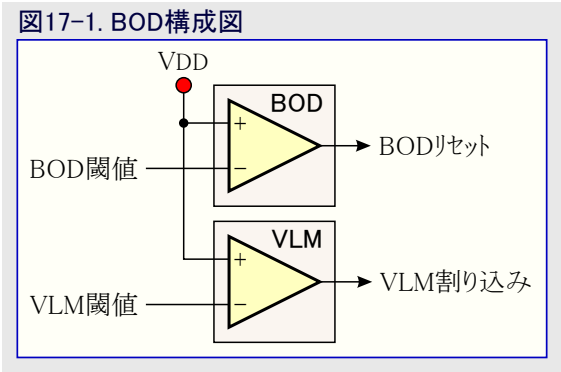 図17-1. BOD構成図
VDD
BOD
+
BOD閾値
−
BODリセット
VLM
+
VLM閾値
−
VLM割り込み